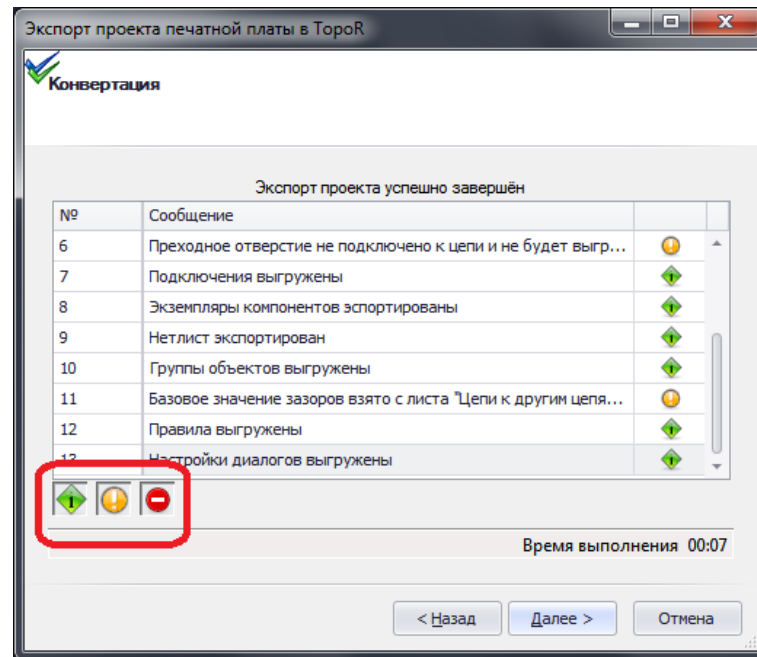 Экспорт проекта печатной платы в TopoR
Конвертация
Экспорт проекта успешно завершён
№ Сообщение
6 Преходное отверстие не подключено к цепи и не будет выгр...
7 Подключения выгружены
8 Экземпляры компонентов эспортированы
9 Нетлист экспортирован
10 Группы объектов выгружены
11 Базовое значение зазоров взято с листа "Цепи к другим цепя...
12 Правила выгружены
13 Настройки диалогов выгружены
Время выполнения 00:07
< Назад Далее > Отмена